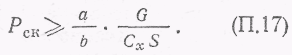 P_ск ⩾ a/b · G/(C_x S) . (П.17)